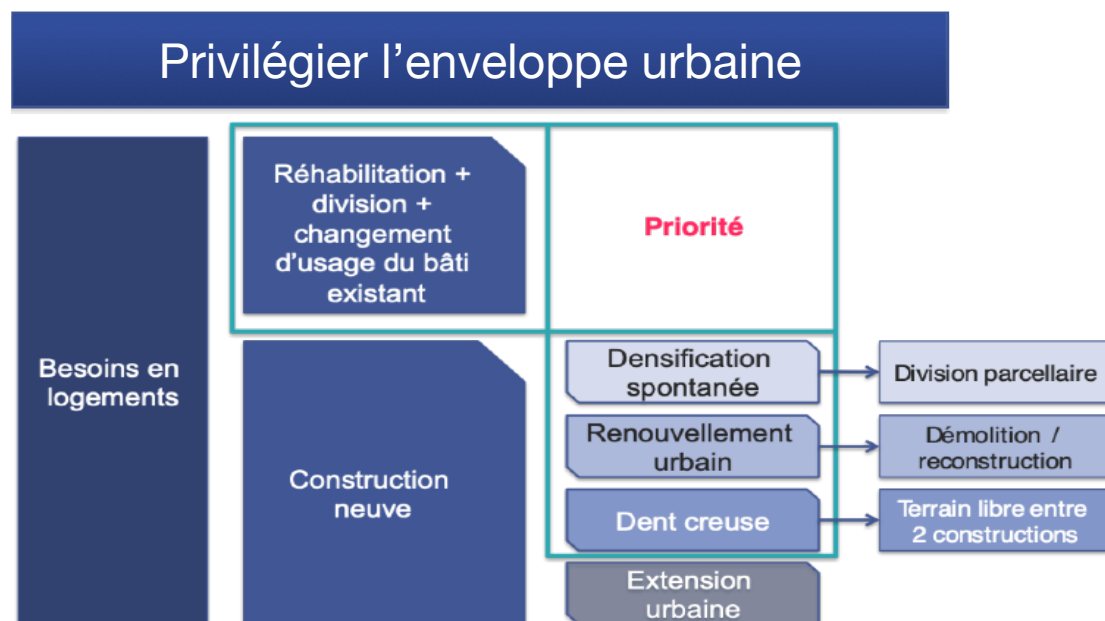 Privilégier l’enveloppe urbaine
Réhabilitation +
division +
changement
d’usage du bâti
existant
Priorité
Besoins en
logements
Construction
neuve
Densification
spontanée
Division parcellaire
Renouvellement
urbain
Démolition /
reconstruction
Dent creuse
Terrain libre entre
2 constructions
Extension
urbaine